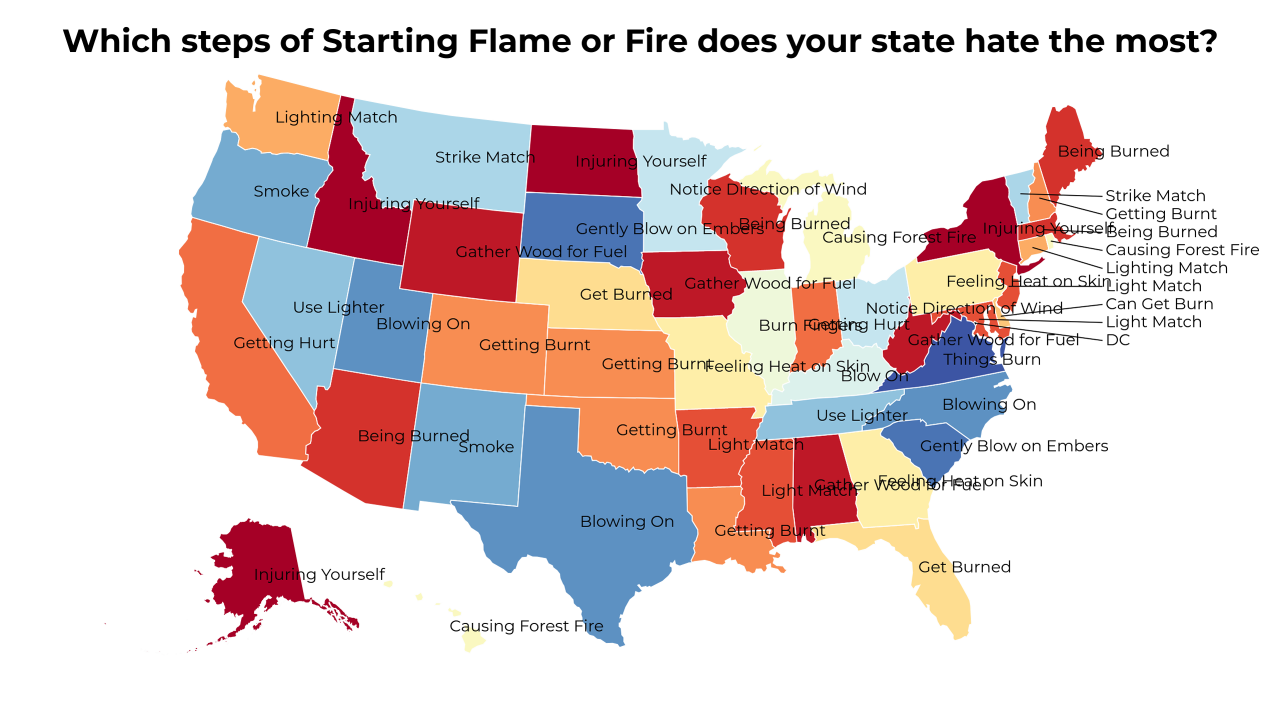 Which steps of Starting Flame or Fire does your state hate the most?
Lighting Match
Strike Match
Injuring Yourself
Being Burned
Smoke
Notice Direction of Wind
Strike Match
Injuring Yourself
Getting Burnt
Being Burned
Gently Blow on Embers
Injuring Yourself
Being Burned
Causing Forest Fire
Causing Forest Fire
Gather Wood for Fuel
Lighting Match
Feeling Heat on Skin
Light Match
Gather Wood for Fuel
Get Burned
Can Get Burn
Use Lighter
Notice Direction of Wind
Blowing On
Burn Fingers
Getting Hurt
Light Match
Getting Hurt
Getting Burnt
Gather Wood for Fuel
DC
Things Burn
Getting Burnt
Feeling Heat on Skin
Blow On
Blowing On
Use Lighter
Getting Burnt
Being Burned
Smoke
Light Match
Gently Blow on Embers
Feeling Heat on Skin
Light Match
Gather Wood for Fuel
Blowing On
Getting Burnt
Get Burned
Injuring Yourself
Causing Forest Fire